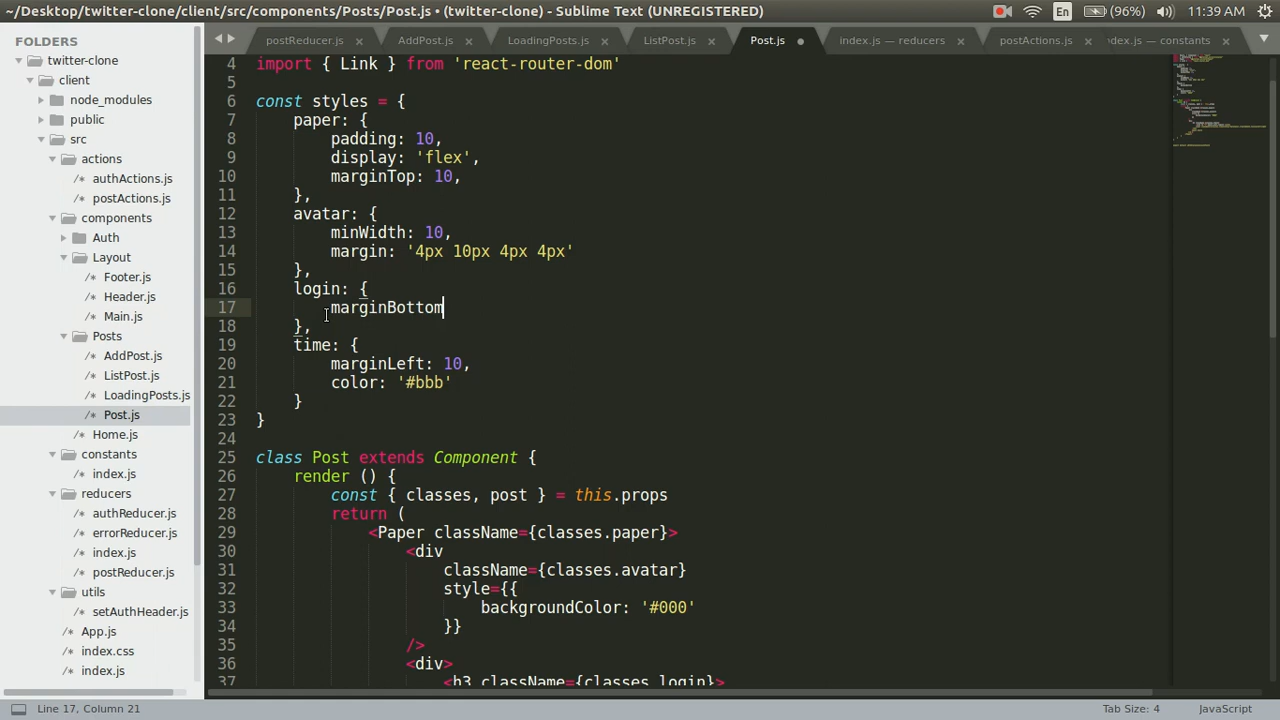 ~/Desktop/twitter-clone/client/src/components/Posts/Post.js • (twitter-clone) - Sublime Text (UNREGISTERED)
En
(96%)
11:39 AM
FOLDERS
twitter-clone
client
node_modules
public
src
actions
authActions.js
postActions.js
components
Auth
Layout
Footer.js
Header.js
Main.js
Posts
AddPost.js
ListPost.js
LoadingPosts.js
Post.js
Home.js
constants
index.js
reducers
authReducer.js
errorReducer.js
index.js
postReducer.js
utils
setAuthHeader.js
App.js
index.css
index.js
postReducer.js
AddPost.js
LoadingPosts.js
ListPost.js
Post.js
index.js — reducers
postActions.js
ndex.js — constants
4 import { Link } from 'react-router-dom'
5
6 const styles = {
7 paper: {
8 padding: 10,
9 display: 'flex',
10 marginTop: 10,
11 },
12 avatar: {
13 minWidth: 10,
14 margin: '4px 10px 4px 4px'
15 },
16 login: {
17 marginBottom
18 },
19 time: {
20 marginLeft: 10,
21 color: '#bbb'
22 }
23 }
24
25 class Post extends Component {
26 render () {
27 const { classes, post } = this.props
28 return (
29 <Paper className={classes.paper}>
30 <div
31 className={classes.avatar}
32 style={{
33 backgroundColor: '#000'
34 }}
35 />
36 <div>
37 <h3 className={classes.login}>
Line 17, Column 21
Tab Size: 4
JavaScript